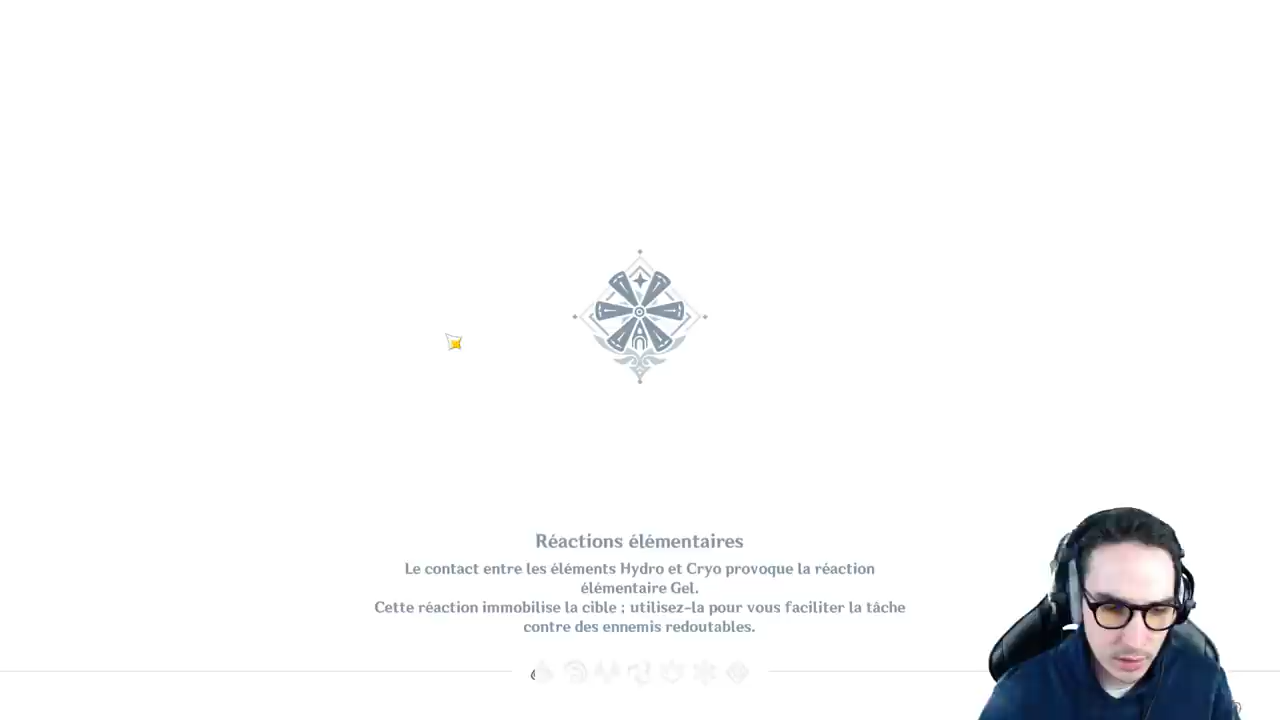 Réactions élémentaires
Le contact entre les éléments Hydro et Cryo provoque la réaction
élémentaire Gel.
Cette réaction immobilise la cible ; utilisez-la pour vous faciliter la tâche
contre des ennemis redoutables.